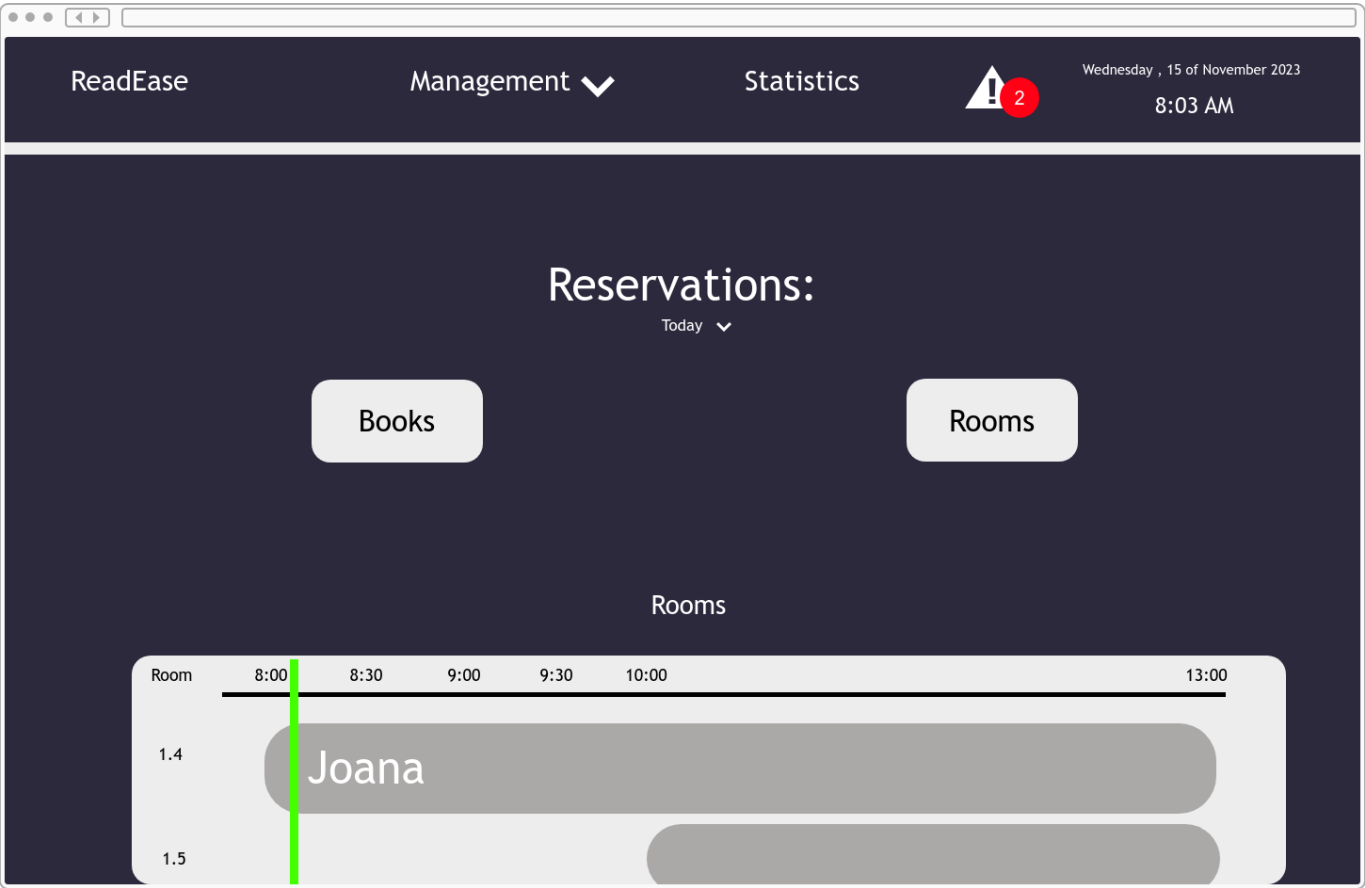 ReadEase Management Statistics 2 Wednesday , 15 of November 2023
8:03 AM
Reservations:
Today
Books Rooms
Rooms
Room 8:00 8:30 9:00 9:30 10:00 13:00
1.4 Joana
1.5